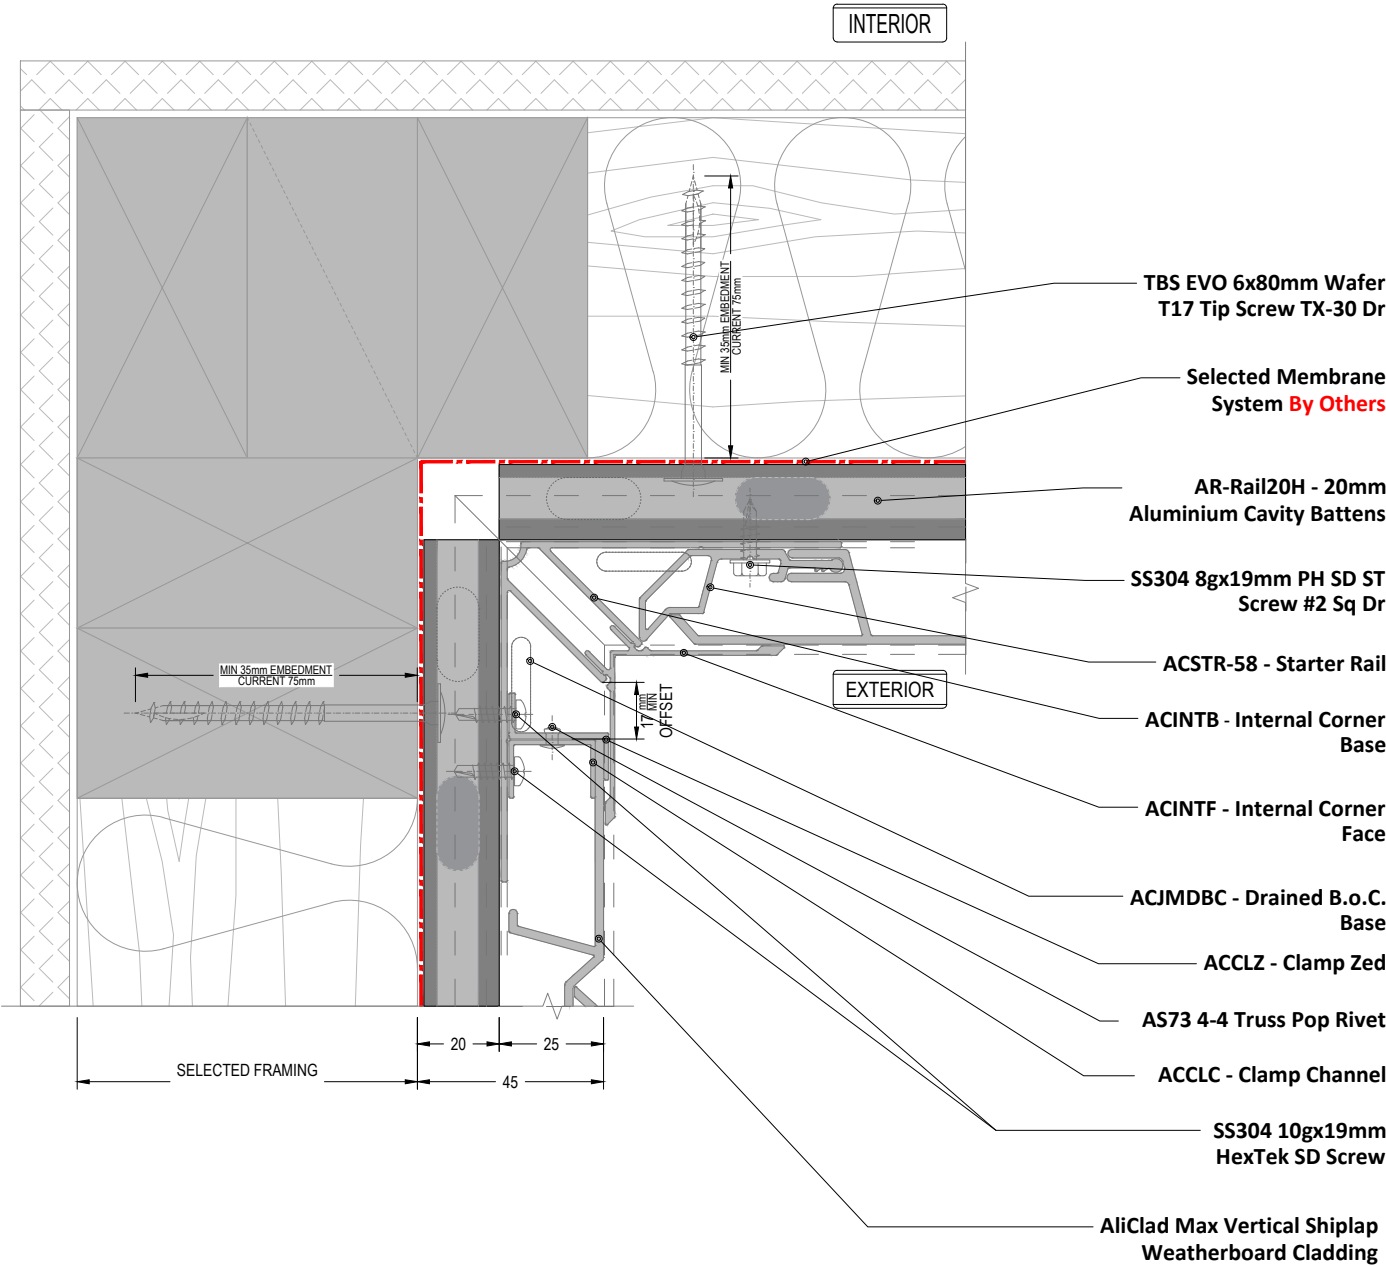 INTERIOR
TBS EVO 6x80mm Wafer
T17 Tip Screw TX-30 Dr
MIN 35mm EMBEDMENT
CURRENT 75mm
Selected Membrane
System By Others
AR-Rail20H - 20mm
Aluminium Cavity Battens
SS304 8gx19mm PH SD ST
Screw #2 Sq Dr
ACSTR-58 - Starter Rail
MIN 35mm EMBEDMENT
CURRENT 75mm
EXTERIOR
17 mm MIN
OFFSET
ACINTB - Internal Corner
Base
ACINTF - Internal Corner
Face
ACJMDBC - Drained B.o.C.
Base
ACCLZ - Clamp Zed
AS73 4-4 Truss Pop Rivet
20
25
SELECTED FRAMING
45
ACCLC - Clamp Channel
SS304 10gx19mm
HexTek SD Screw
AliClad Max Vertical Shiplap
Weatherboard Cladding